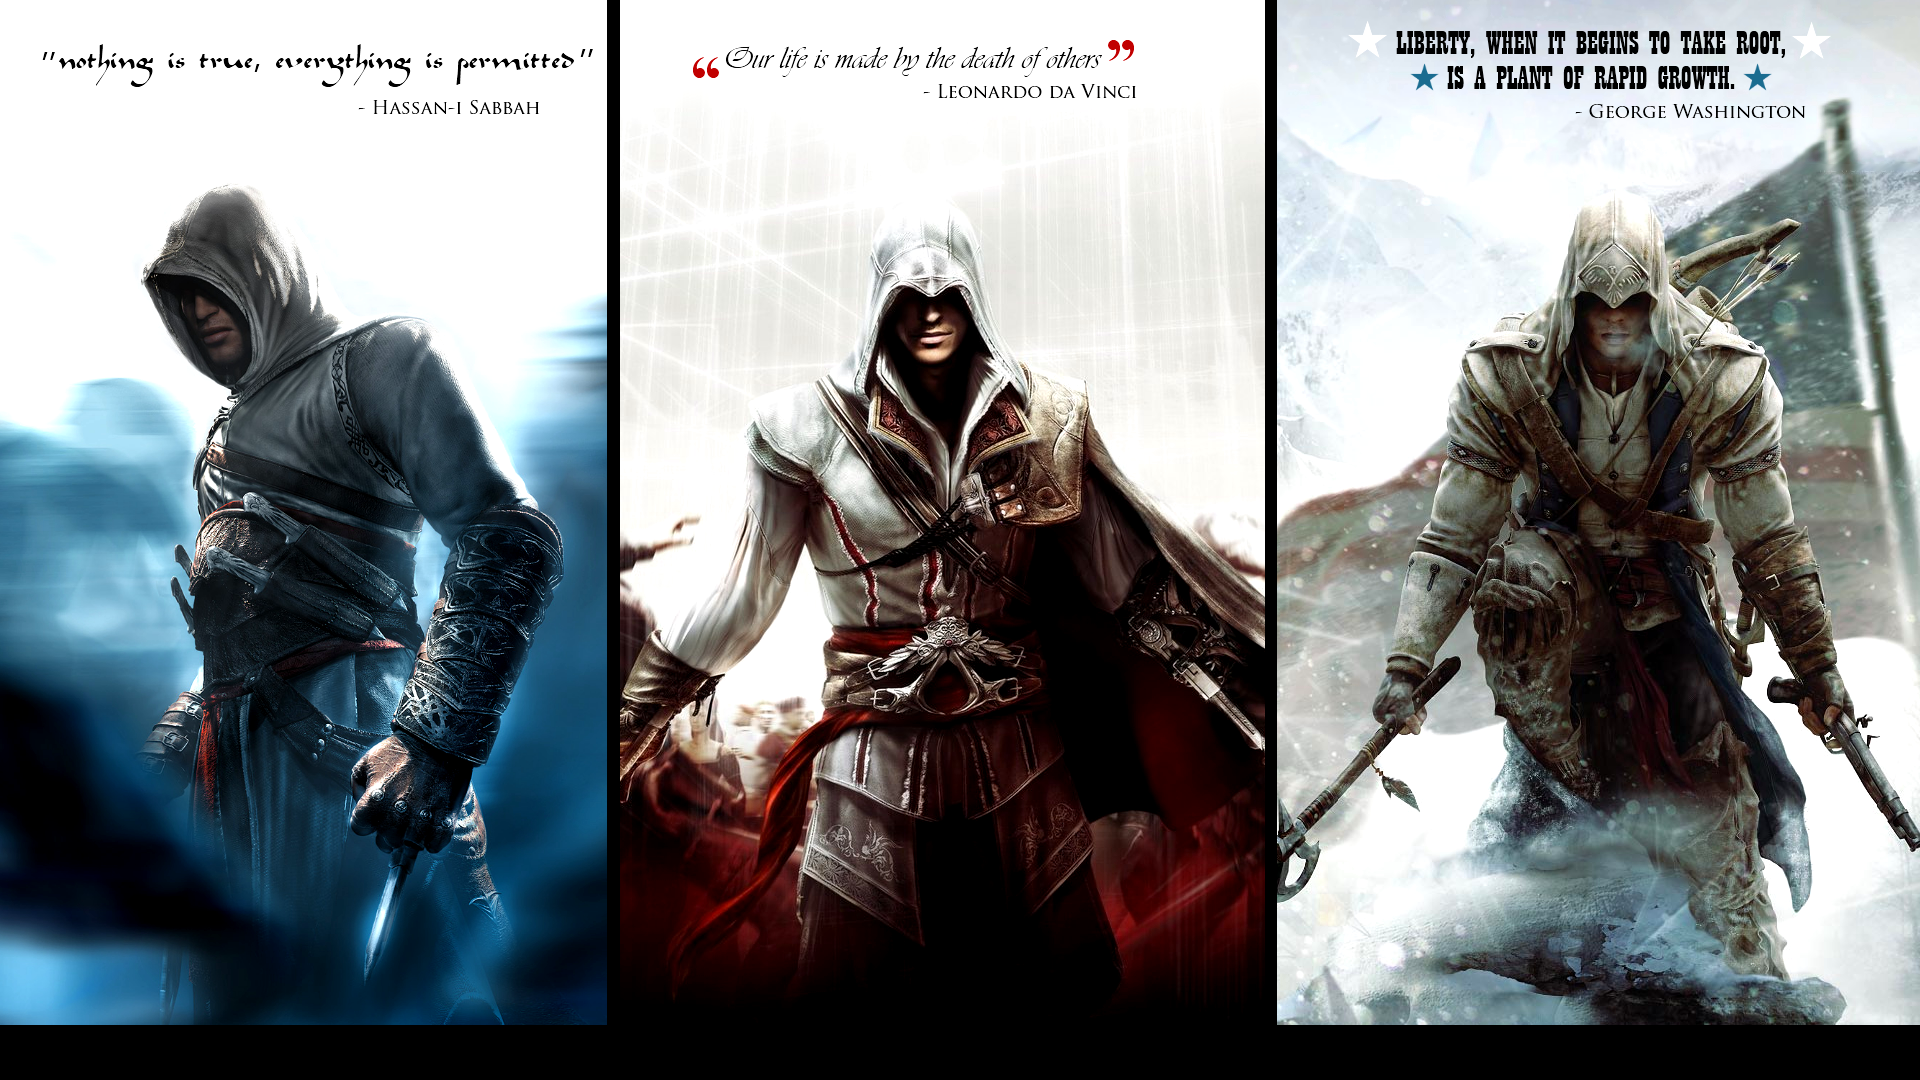 "nothing is true, everything is permitted"
- Hassan-i Sabbah
“Our life is made by the death of others”
- Leonardo da Vinci
LIBERTY, WHEN IT BEGINS TO TAKE ROOT,
IS A PLANT OF RAPID GROWTH.
- George Washington